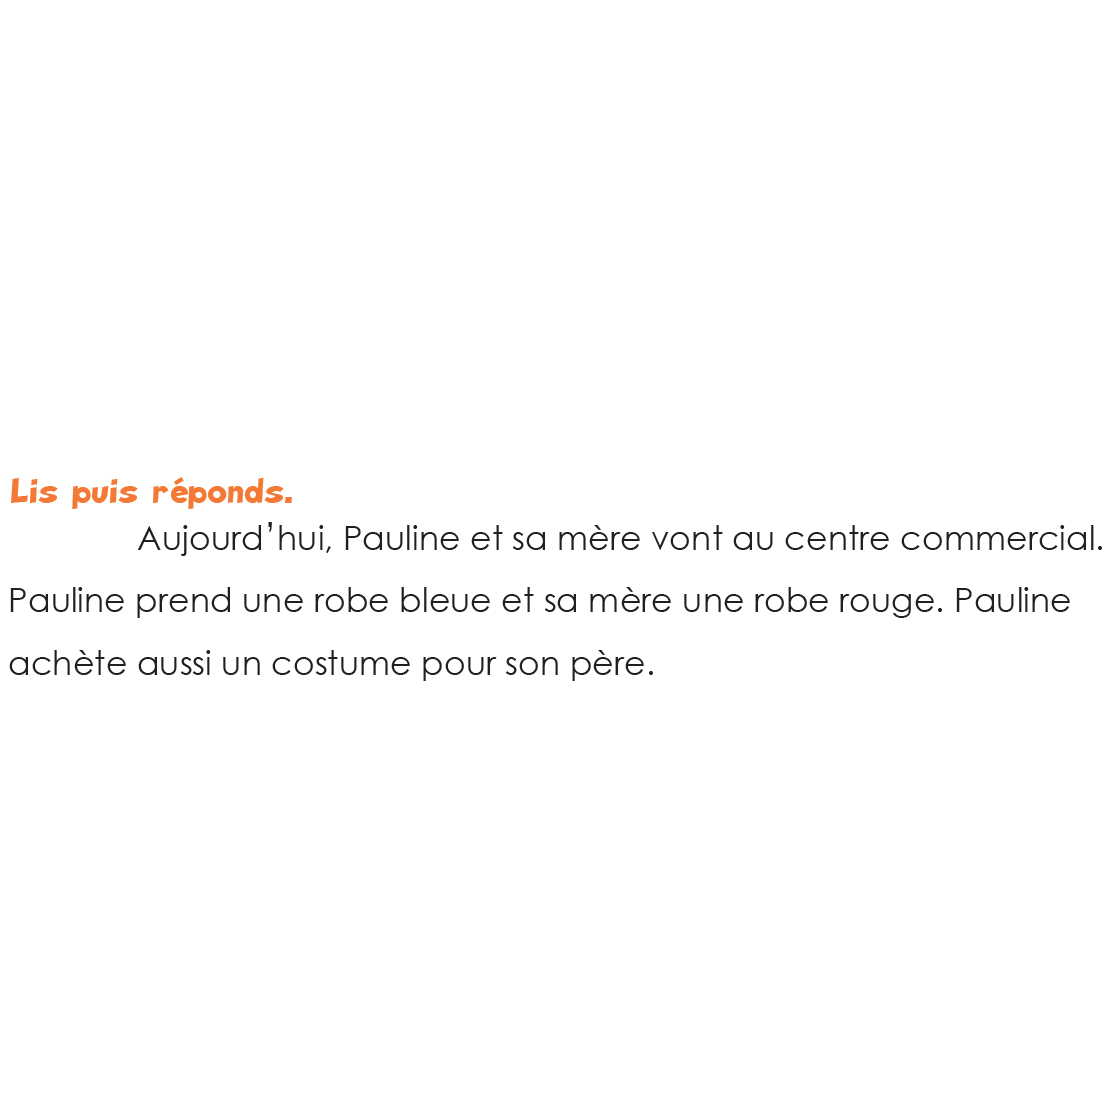 Lis puis réponds.
Aujourd’hui, Pauline et sa mère vont au centre commercial.
Pauline prend une robe bleue et sa mère une robe rouge. Pauline
achète aussi un costume pour son père.